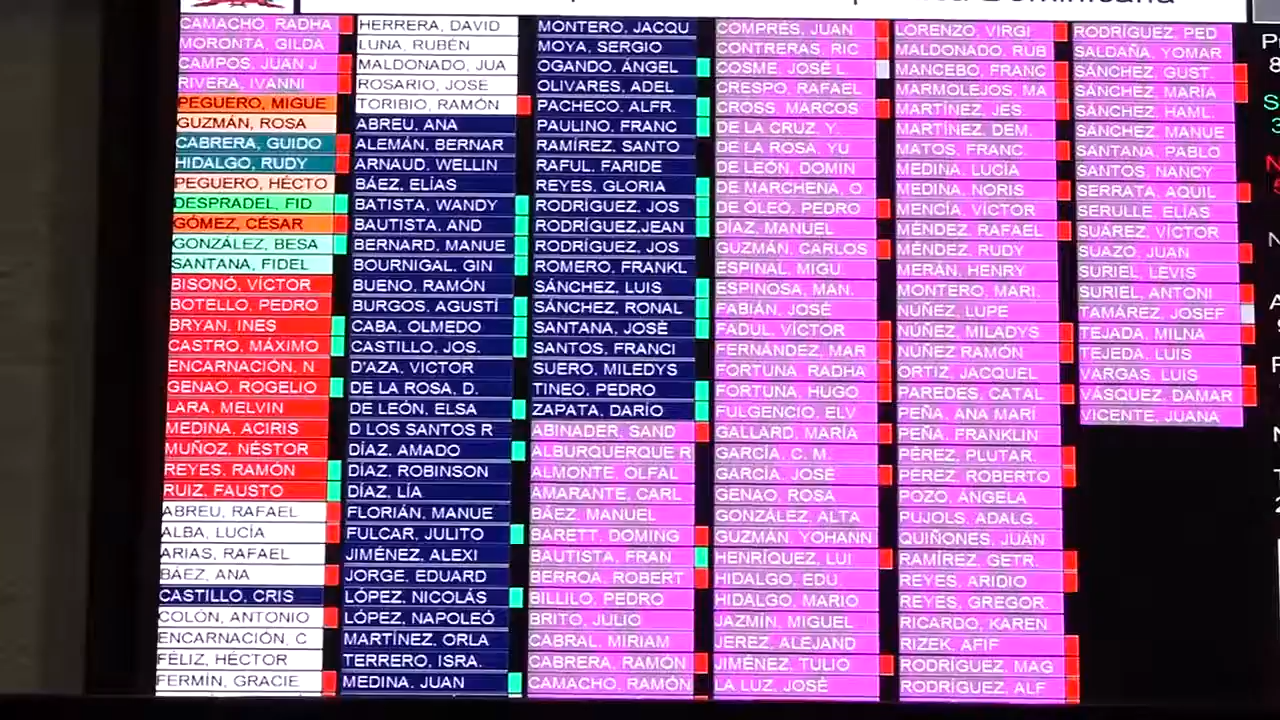 Dominicana
CAMACHO, RADHA
MORONTA, GILDA
CAMPOS, JUAN J
RIVERA, IVANNI
PEGUERO, MIGUE
GUZMÁN, ROSA
CABRERA, GUIDO
HIDALGO, RUDY
PEGUERO, HÉCTO
DESPRADEL, FID
GÓMEZ, CÉSAR
GONZÁLEZ, BESA
SANTANA, FIDEL
BISONÓ, VÍCTOR
BOTELLO, PEDRO
BRYAN, INES
CASTRO, MÁXIMO
ENCARNACIÓN, N
GENAO, ROGELIO
LARA, MELVIN
MEDINA, ACIRIS
MUÑOZ, NÉSTOR
REYES, RAMÓN
RUIZ, FAUSTO
ABREU, RAFAEL
ALBA, LUCÍA
ARIAS, RAFAEL
BÁEZ, ANA
CASTILLO, CRIS
COLÓN, ANTONIO
ENCARNACIÓN, C
FÉLIZ, HÉCTOR
FERMÍN, GRACIE
HERRERA, DAVID
LUNA, RUBÉN
MALDONADO, JUA
ROSARIO, JOSE
TORIBIO, RAMÓN
ABREU, ANA
ALEMÁN, BERNAR
ARNAUD, WELLIN
BÁEZ, ELÍAS
BATISTA, WANDY
BAUTISTA, AND
BERNARD, MANUE
BOURNIGAL, GIN
BUENO, RAMÓN
BURGOS, AGUSTÍ
CABA, OLMEDO
CASTILLO, JOS.
D'AZA, VICTOR
DE LA ROSA, D.
DE LEÓN, ELSA
D LOS SANTOS R
DÍAZ, AMADO
DÍAZ, ROBINSON
DÍAZ, LÍA
FLORIÁN, MANUE
FULCAR, JULITO
JIMÉNEZ, ALEXI
JORGE, EDUARD
LÓPEZ, NICOLÁS
LÓPEZ, NAPOLEÓ
MARTÍNEZ, ORLA
TERRERO, ISRA.
MEDINA, JUAN
MONTERO, JACQU
MOYA, SERGIO
OGANDO, ÁNGEL
OLIVARES, ADEL
PACHECO, ALFR.
PAULINO, FRANC
RAMÍREZ, SANTO
RAFUL, FARIDE
REYES, GLORIA
RODRÍGUEZ, JOS
RODRÍGUEZ,JEAN
RODRÍGUEZ, JOS
ROMERO, FRANKL
SÁNCHEZ, LUIS
SÁNCHEZ, RONAL
SANTANA, JOSÉ
SANTOS, FRANCI
SUERO, MILEDYS
TINEO, PEDRO
ZAPATA, DARÍO
ABINADER, SAND
ALBURQUERQUE R
ALMONTE, OLFAL
AMARANTE, CARL
BÁEZ, MANUEL
BARETT, DOMING
BAUTISTA, FRAN
BERROA, ROBERT
BILLILO, PEDRO
BRITO, JULIO
CABRAL, MIRIAM
CABRERA, RAMÓN
CAMACHO, RAMÓN
COMPRÉS, JUAN
CONTRERAS, RIC
COSME, JOSÉ L.
CRESPO, RAFAEL
CROSS, MARCOS
DE LA CRUZ, Y.
DE LA ROSA, YU
DE LEÓN, DOMIN
DE MARCHENA, O
DE ÓLEO, PEDRO
DÍAZ, MANUEL
GUZMÁN, CARLOS
ESPINAL, MIGU.
ESPINOSA, MAN.
FABIÁN, JOSÉ
FADUL, VÍCTOR
FERNÁNDEZ, MAR
FORTUNA, RADHA
FORTUNA, HUGO
FULGENCIO, ELV
GALLARD, MARÍA
GARCÍA, C. M.
GARCÍA, JOSÉ
GENAO, ROSA
GONZÁLEZ, ALTA
GUZMÁN, YOHANN
HENRÍQUEZ, LUI
HIDALGO, EDU.
HIDALGO, MARIO
JAZMÍN, MIGUEL
JEREZ, ALEJAND
JIMÉNEZ, TULIO
LA LUZ, JOSÉ
LORENZO, VIRGI
MALDONADO, RUB
MANCEBO, FRANC
MARMOLEJOS, MA
MARTÍNEZ, JES.
MARTÍNEZ, DEM.
MATOS, FRANC.
MEDINA, LUCÍA
MEDINA, NORIS
MENCÍA, VÍCTOR
MÉNDEZ, RAFAEL
MÉNDEZ, RUDY
MERÁN, HENRY
MONTERO, MARI.
NÚÑEZ, LUPE
NÚÑEZ, MILADYS
NÚÑEZ RAMÓN
ORTIZ, JACQUEL
PAREDES, CATAL
PEÑA, ANA MARI
PEÑA, FRANKLIN
PÉREZ, PLUTAR.
PÉREZ, ROBERTO
POZO, ÁNGELA
PUJOLS, ADALG.
QUIÑONES, JUÁN
RAMÍREZ, GETR.
REYES, ARIDIO
REYES, GREGOR.
RICARDO, KAREN
RIZEK, AFIF
RODRÍGUEZ, MAG
RODRÍGUEZ, ALF
RODRÍGUEZ, PED
SALDAÑA, YOMAR
SÁNCHEZ, GUST.
SÁNCHEZ, MARÍA
SÁNCHEZ, HAML.
SÁNCHEZ, MANUE
SANTANA, PABLO
SANTOS, NANCY
SERRATA, AQUIL
SERULLE, ELÍAS
SUÁREZ, VÍCTOR
SUAZO, JUAN
SURIEL, LEVIS
SURIEL, ANTONI
TAMÁREZ, JOSEF
TEJADA, MILNA
TEJEDA, LUIS
VARGAS, LUIS
VÁSQUEZ, DAMAR
VICENTE, JUANA